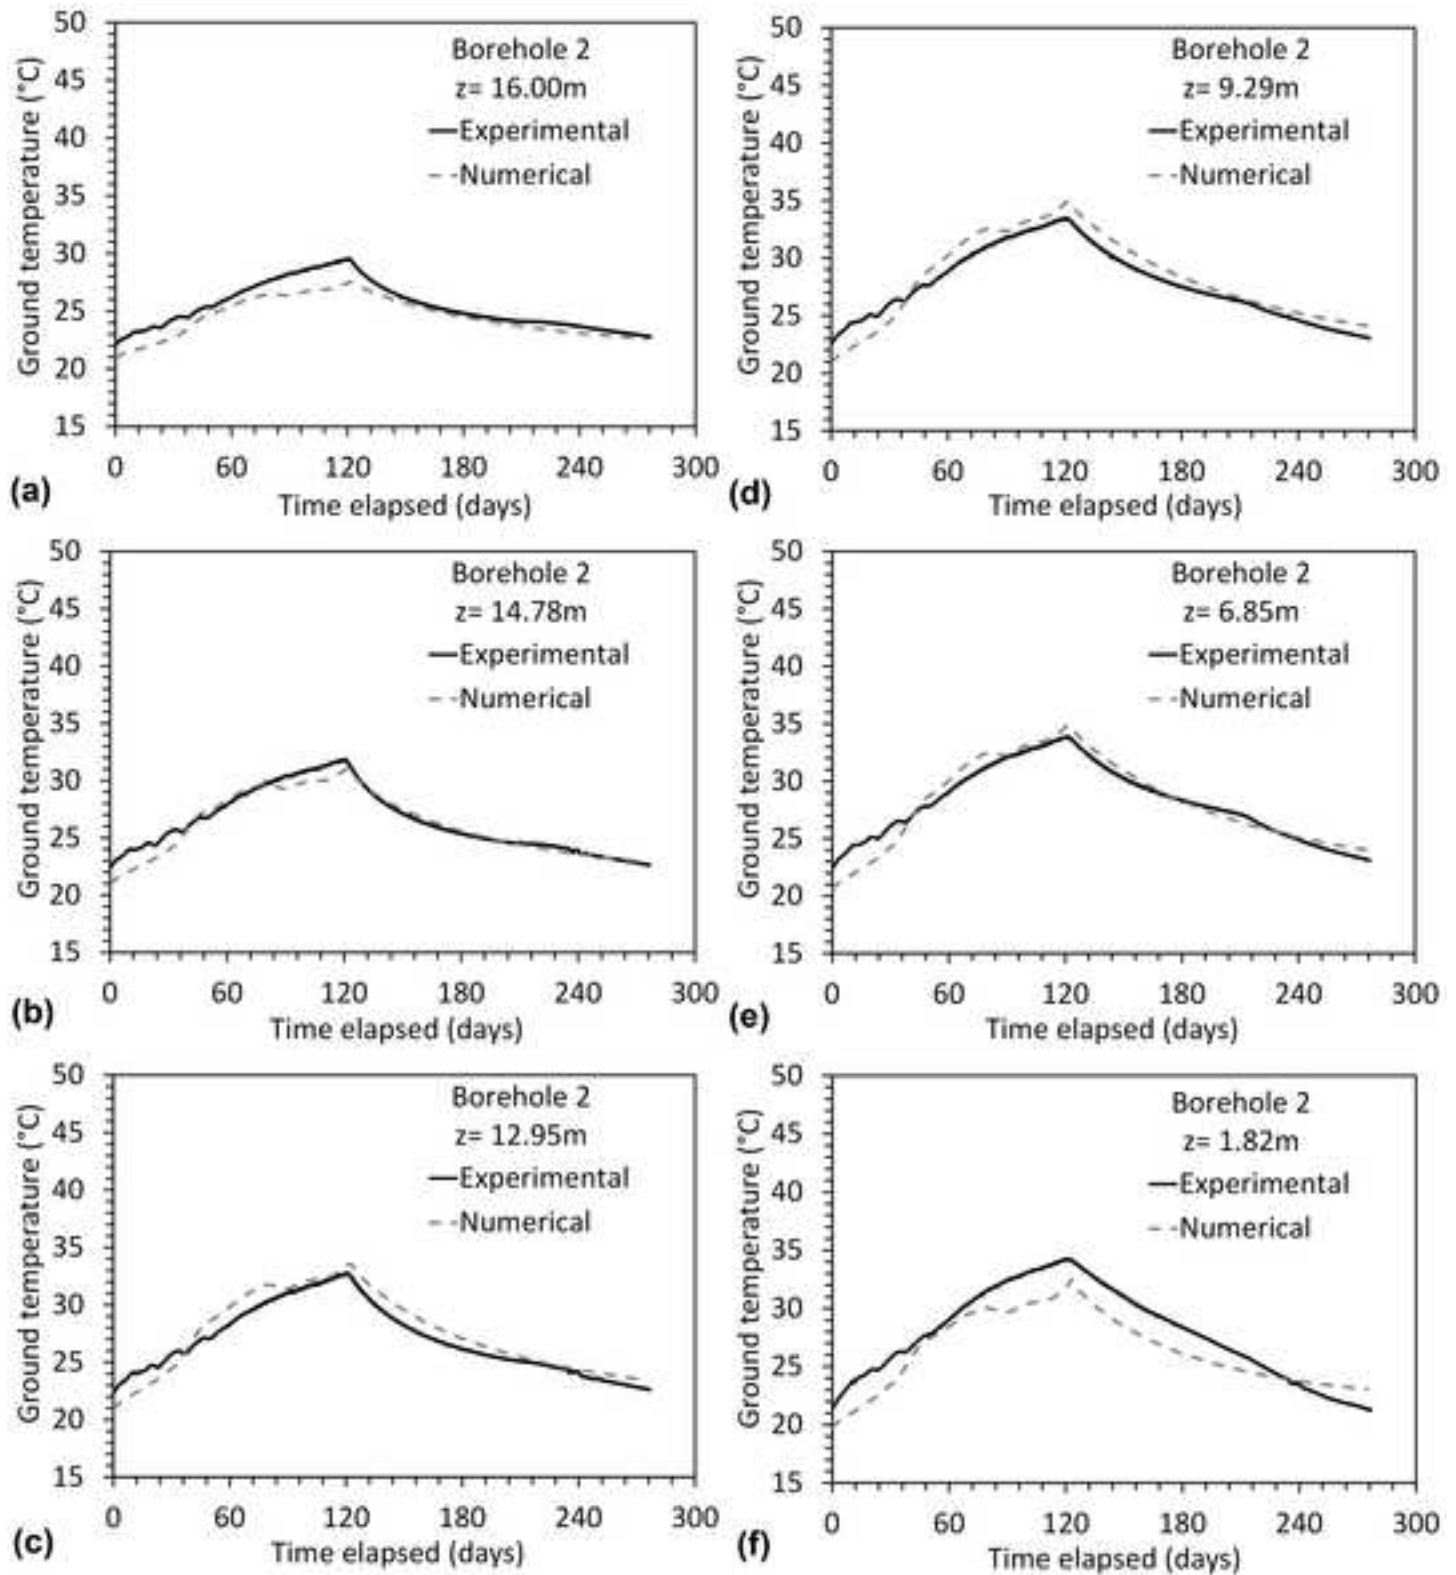 50
45
40
35
30
25
20
15
Ground temperature (°C)
Borehole 2
z= 16.00m
Experimental
Numerical
0 60 120 180 240 300
Time elapsed (days)
(a)
50
45
40
35
30
25
20
15
Ground temperature (°C)
Borehole 2
z= 14.78m
Experimental
Numerical
0 60 120 180 240 300
Time elapsed (days)
(b)
50
45
40
35
30
25
20
15
Ground temperature (°C)
Borehole 2
z= 12.95m
Experimental
Numerical
0 60 120 180 240 300
Time elapsed (days)
(c)
50
45
40
35
30
25
20
15
Ground temperature (°C)
Borehole 2
z= 9.29m
Experimental
Numerical
0 60 120 180 240 300
Time elapsed (days)
(d)
50
45
40
35
30
25
20
15
Ground temperature (°C)
Borehole 2
z= 6.85m
Experimental
Numerical
0 60 120 180 240 300
Time elapsed (days)
(e)
50
45
40
35
30
25
20
15
Ground temperature (°C)
Borehole 2
z= 1.82m
Experimental
Numerical
0 60 120 180 240 300
Time elapsed (days)
(f)